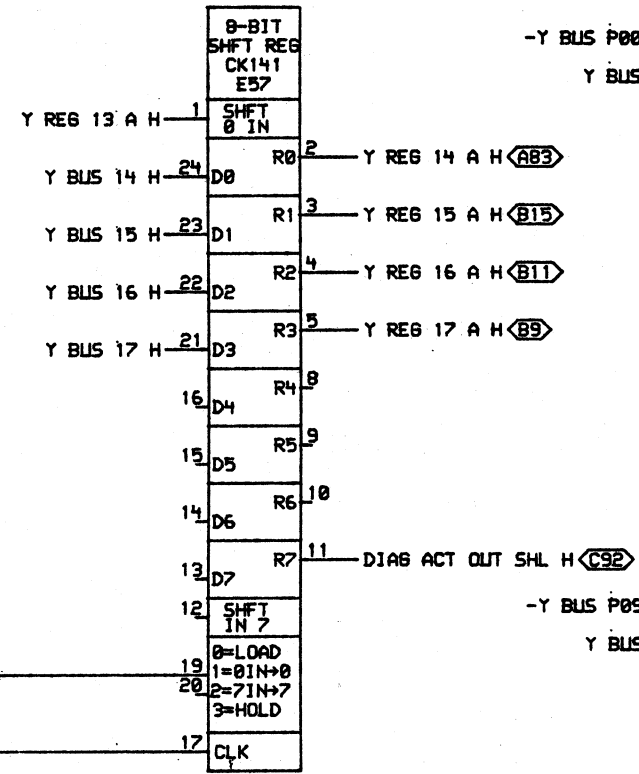 8-BIT
SHFT REG
CK141
E57
-Y BUS P00
Y BUS
Y REG 13 A H 1 SHFT
0 IN
R0 2 Y REG 14 A H AB3
Y BUS 14 H 24 D0
R1 3 Y REG 15 A H B15
Y BUS 15 H 23 D1
R2 4 Y REG 16 A H B11
Y BUS 16 H 22 D2
R3 5 Y REG 17 A H B9
Y BUS 17 H 21 D3
R4 8
16 D4
R5 9
15 D5
R6 10
14 D6
R7 11 DIAG ACT OUT SHL H C92
13 D7
12 SHFT
IN 7
-Y BUS P09
Y BUS
0=LOAD
19 1=0IN→0
20 2=7IN→7
3=HOLD
17 CLK